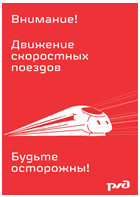 Внимание!
Движение
скоростных
поездов
Будьте
осторожны!
ржд